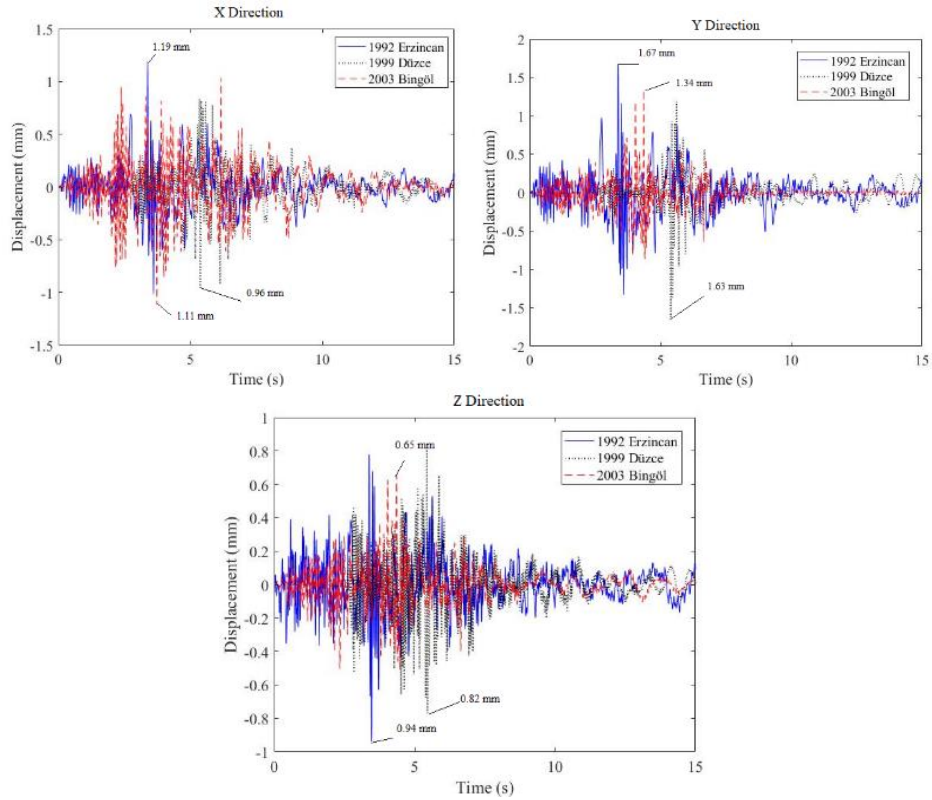 X Direction
1.5
1
0.5
0
-0.5
-1
-1.5
Displacement (mm)
1.19 mm
1992 Erzincan
1999 Düzce
2003 Bingöl
0.96 mm
1.11 mm
0
5
10
15
Time (s)
Y Direction
2
1.5
1
0.5
0
-0.5
-1
-1.5
-2
Displacement (mm)
1.67 mm
1.34 mm
1992 Erzincan
1999 Düzce
2003 Bingöl
1.63 mm
0
5
10
15
Time (s)
Z Direction
1
0.8
0.6
0.4
0.2
0
-0.2
-0.4
-0.6
-0.8
-1
Displacement (mm)
0.65 mm
1992 Erzincan
1999 Düzce
2003 Bingöl
0.82 mm
0.94 mm
0
5
10
15
Time (s)